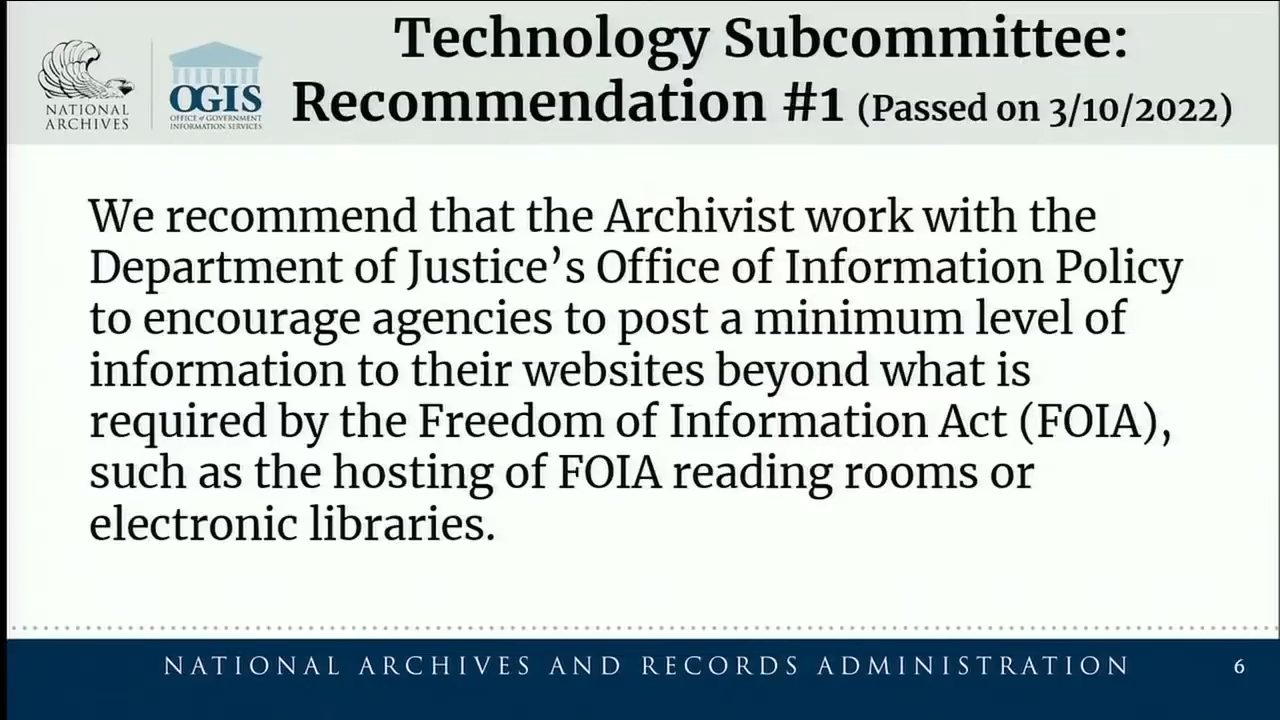 Technology Subcommittee:
Recommendation #1 (Passed on 3/10/2022)
NATIONAL
ARCHIVES
OGIS
OFFICE of GOVERNMENT
INFORMATION SERVICES
We recommend that the Archivist work with the
Department of Justice’s Office of Information Policy
to encourage agencies to post a minimum level of
information to their websites beyond what is
required by the Freedom of Information Act (FOIA),
such as the hosting of FOIA reading rooms or
electronic libraries.
NATIONAL ARCHIVES AND RECORDS ADMINISTRATION
6